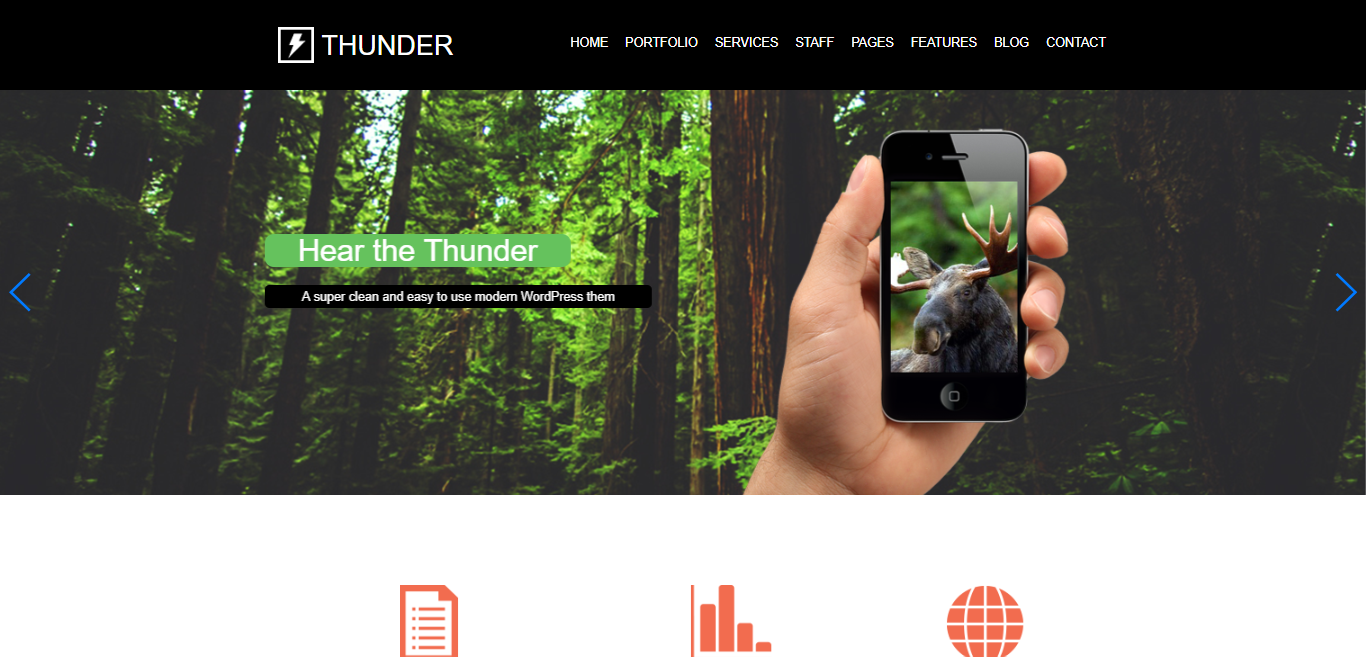 THUNDER
HOME PORTFOLIO SERVICES STAFF PAGES FEATURES BLOG CONTACT
Hear the Thunder
A super clean and easy to use modern WordPress them